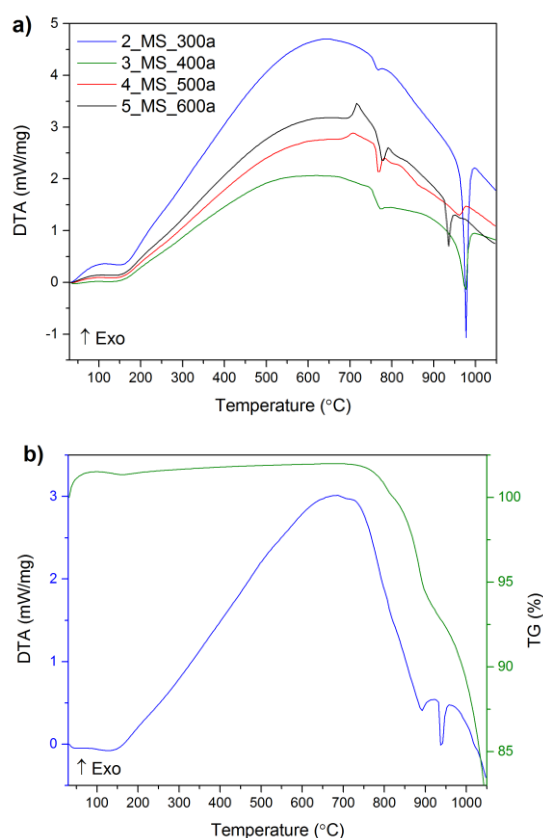 a)
5
4
3
2
1
0
-1
DTA (mW/mg)
2_MS_300a
3_MS_400a
4_MS_500a
5_MS_600a
↑ Exo
100 200 300 400 500 600 700 800 900 1000
Temperature (°C)
b)
3
2
1
0
DTA (mW/mg)
100
95
90
85
TG (%)
↑ Exo
100 200 300 400 500 600 700 800 900 1000
Temperature (°C)